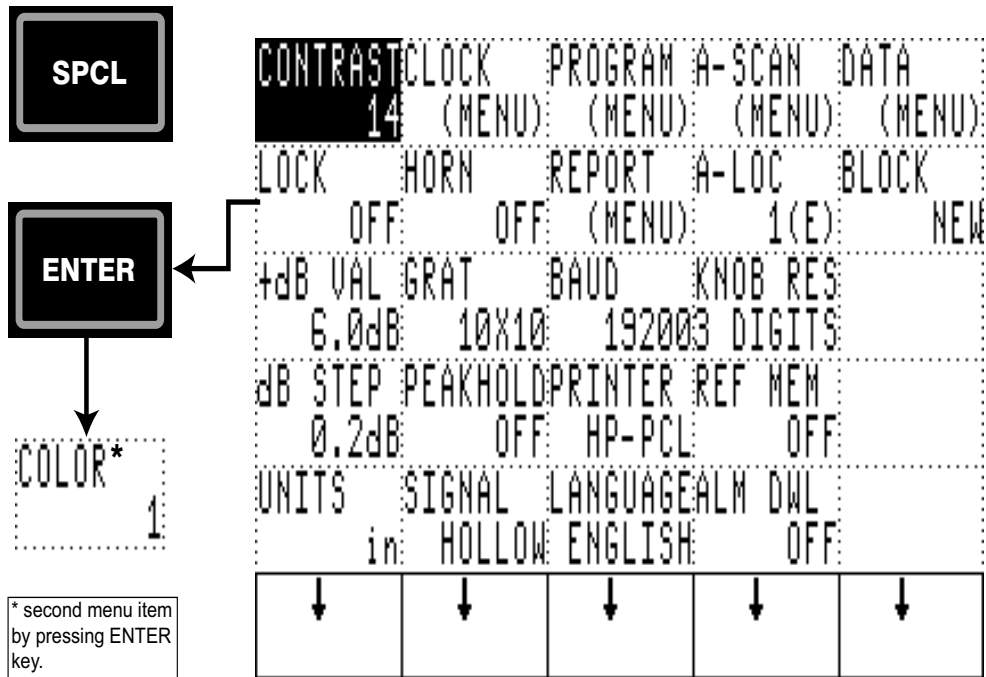 SPCL
ENTER
COLOR*
1
* second menu item
by pressing ENTER
key.
CONTRAST CLOCK PROGRAM A-SCAN DATA
14 (MENU) (MENU) (MENU) (MENU)
LOCK HORN REPORT A-LOC BLOCK
OFF OFF (MENU) 1(E) NEW
+dB VAL GRAT BAUD KNOB RES
6.0dB 10X10 19200 3 DIGITS
dB STEP PEAKHOLD PRINTER REF MEM
0.2dB OFF HP-PCL OFF
UNITS SIGNAL LANGUAGE ALM DWL
in HOLLOW ENGLISH OFF